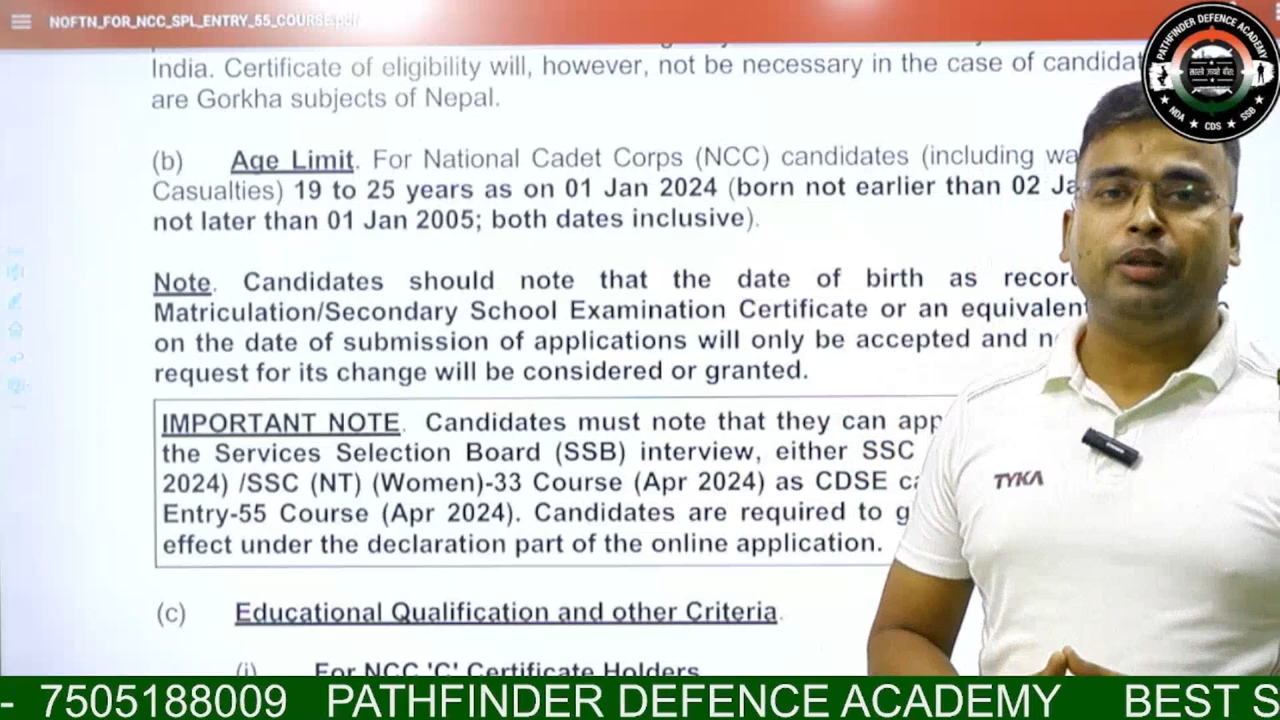 NOFTN_FOR_NCC_SPL_ENTRY_55_COURSE.pdf
India. Certificate of eligibility will, however, not be necessary in the case of
are Gorkha subjects of Nepal.
(b) Age Limit. For National Cadet Corps (NCC) candidates (including
Casualties) 19 to 25 years as on 01 Jan 2024 (born not earlier than 02
not later than 01 Jan 2005; both dates inclusive).
Note. Candidates should note that the date of birth as
Matriculation/Secondary School Examination Certificate or an equivalent
on the date of submission of applications will only be accepted and
request for its change will be considered or granted.
IMPORTANT NOTE. Candidates must note that they can
the Services Selection Board (SSB) interview, either SSC
2024) /SSC (NT) (Women)-33 Course (Apr 2024) as CDSE
Entry-55 Course (Apr 2024). Candidates are required to
effect under the declaration part of the online application.
(c) Educational Qualification and other Criteria.
(i) For NCC 'C' Certificate Holders
PATHFINDER DEFENCE ACADEMY
NDA ★ CDS ★ SSB
TYKA
- 7505188009 PATHFINDER DEFENCE ACADEMY BEST S